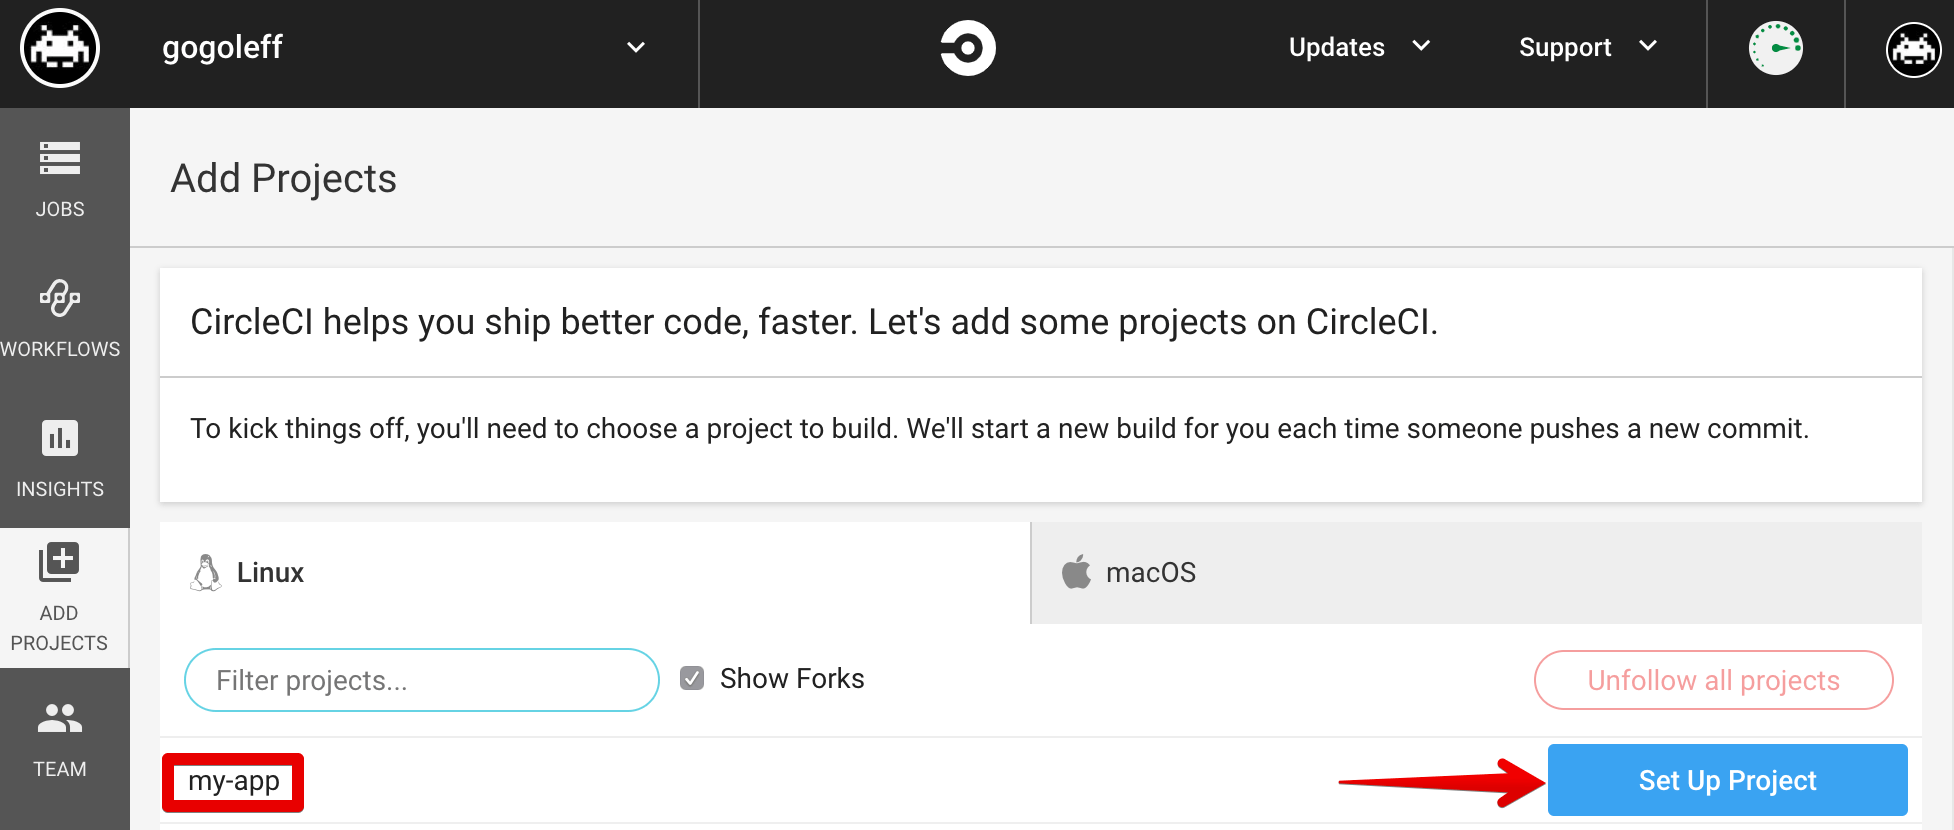 gogoleff
Updates
Support
JOBS
WORKFLOWS
INSIGHTS
ADD
PROJECTS
TEAM
Add Projects
CircleCI helps you ship better code, faster. Let's add some projects on CircleCI.
To kick things off, you'll need to choose a project to build. We'll start a new build for you each time someone pushes a new commit.
Linux
macOS
Filter projects...
Show Forks
Unfollow all projects
my-app
Set Up Project